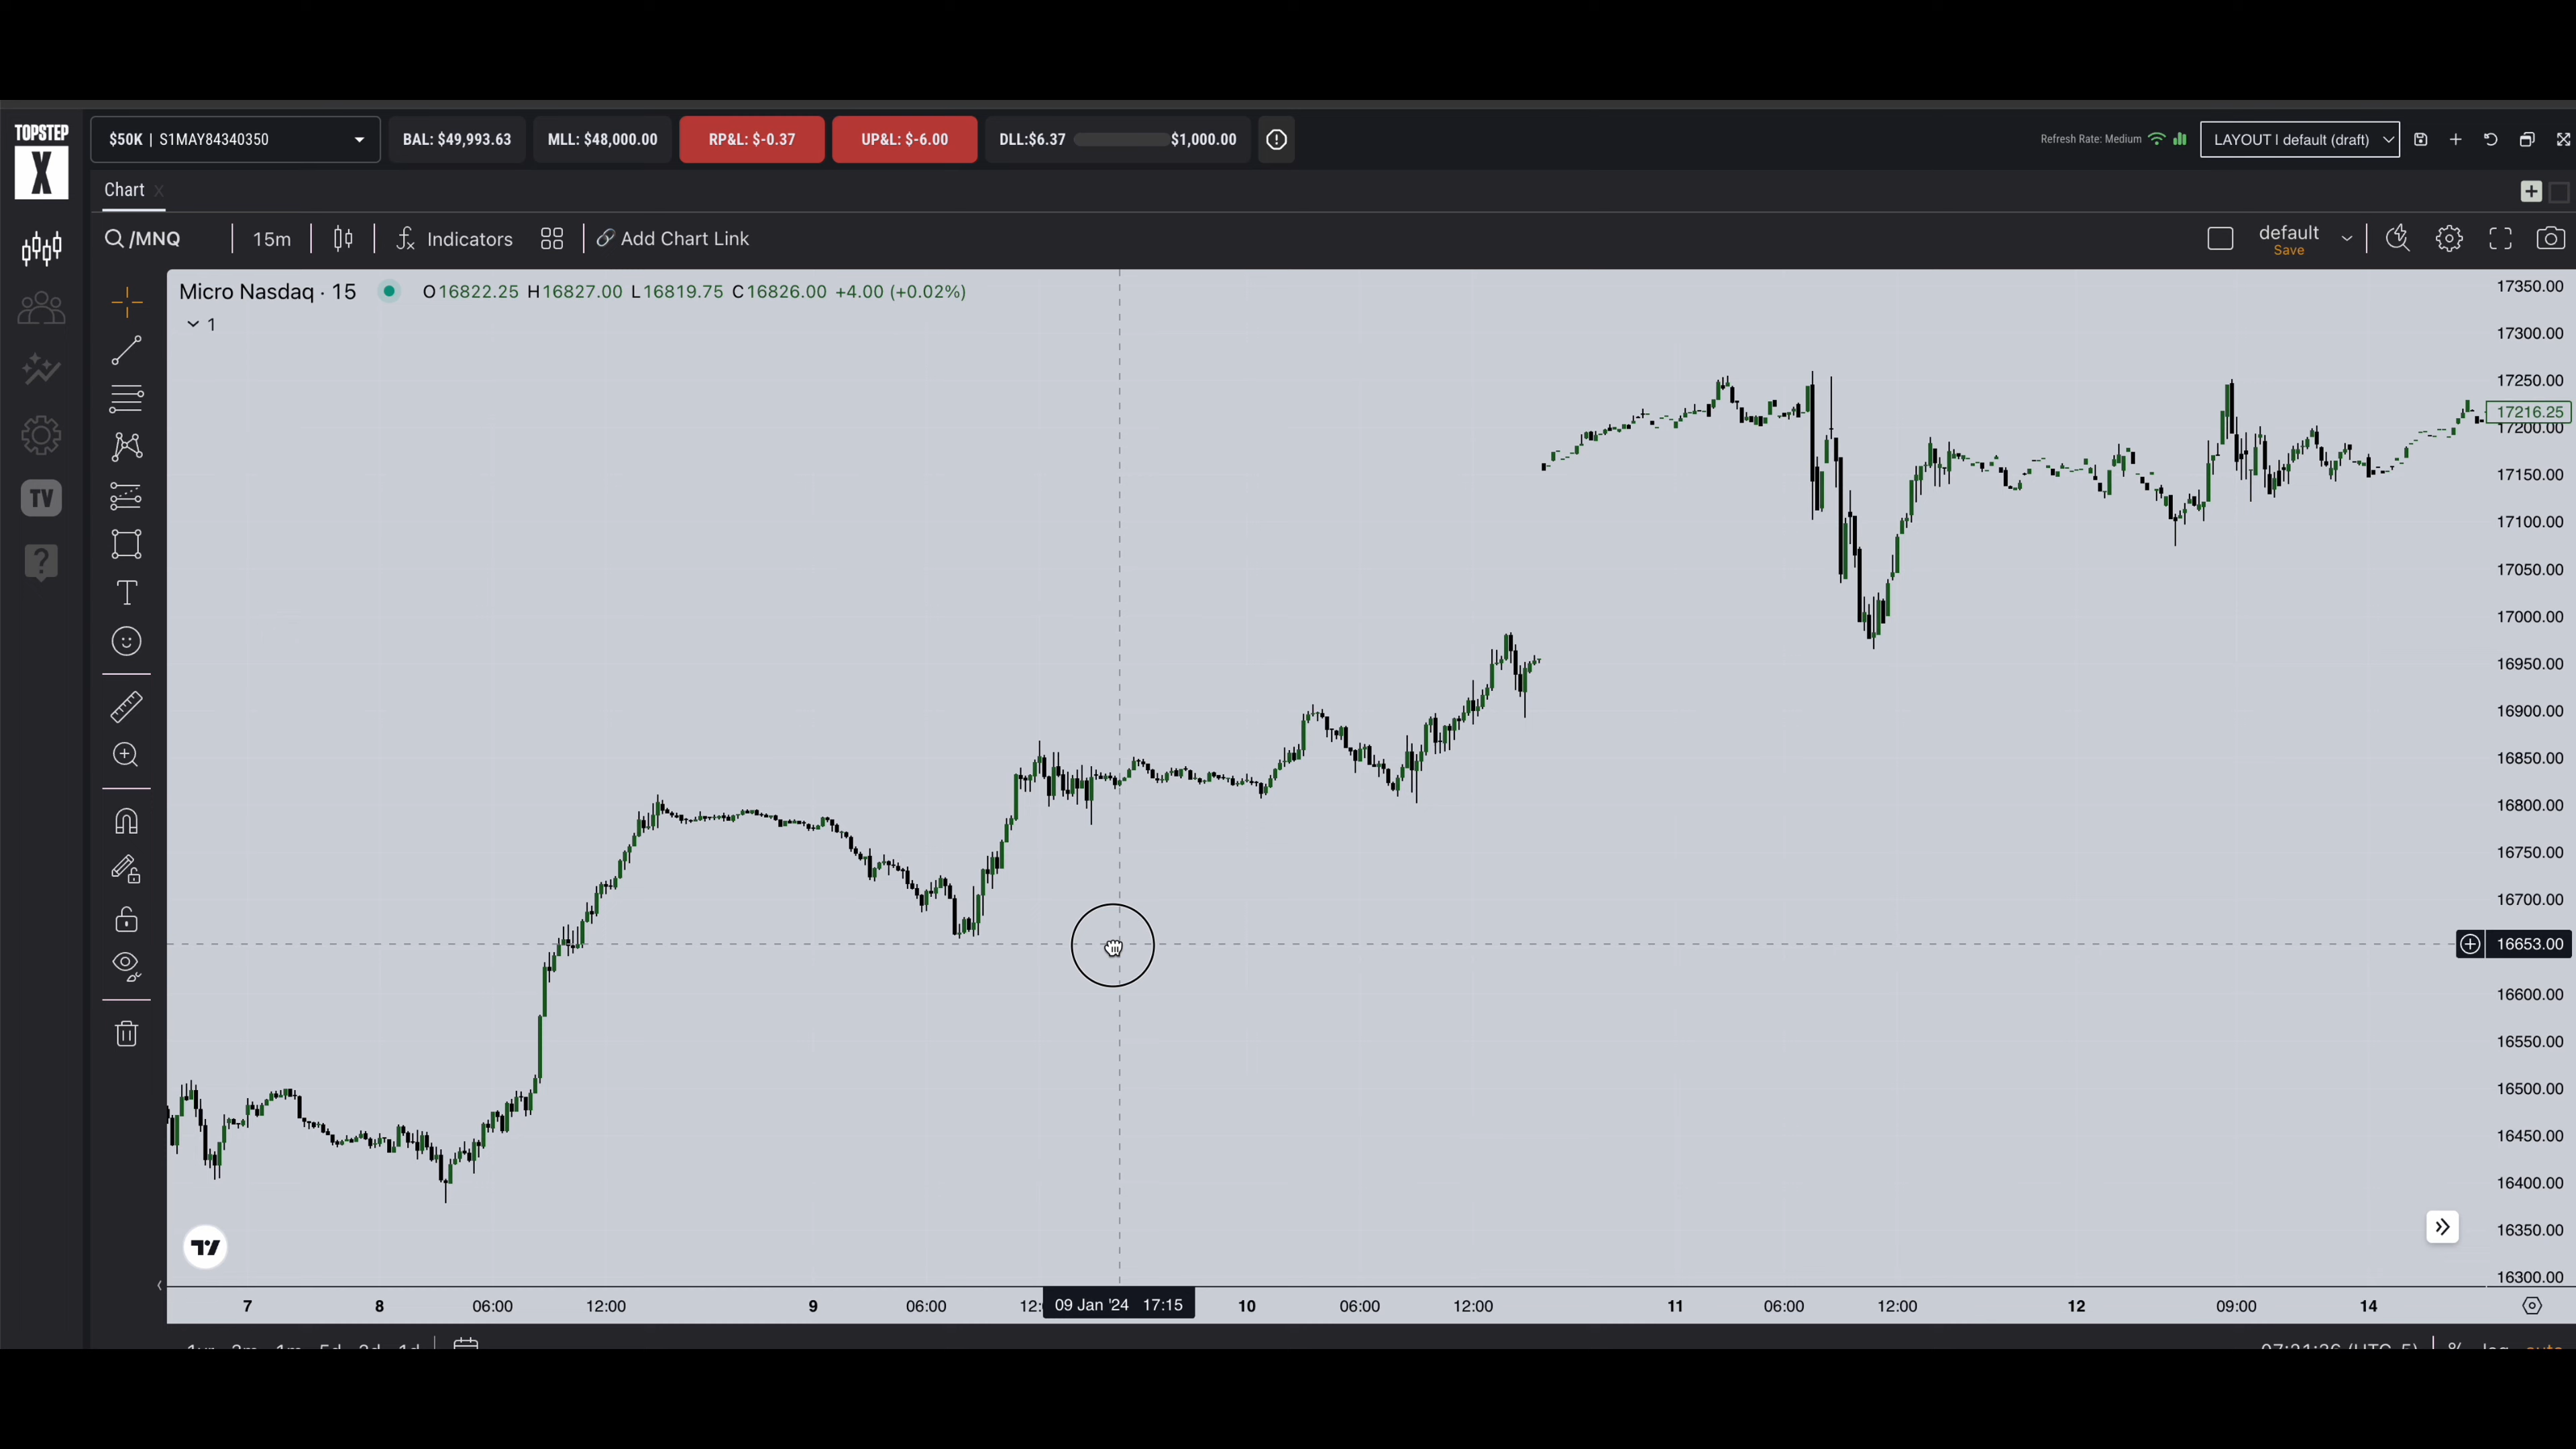 TOPSTEP
X
$50K | S1MAY84340350
BAL: $49,993.63
MLL: $48,000.00
RP&L: $-0.37
UP&L: $-6.00
DLL:$6.37
$1,000.00
Refresh Rate: Medium
LAYOUT | default (draft)
Chart x
/MNQ
15m
Indicators
Add Chart Link
default
Save
TV
Micro Nasdaq · 15
O16822.25 H16827.00 L16819.75 C16826.00 +4.00 (+0.02%)
1
17350.00
17300.00
17250.00
17216.25
17200.00
17150.00
17100.00
17050.00
17000.00
16950.00
16900.00
16850.00
16800.00
16750.00
16700.00
16653.00
16600.00
16550.00
16500.00
16450.00
16400.00
16350.00
16300.00
7
8
06:00
12:00
9
06:00
09 Jan '24 17:15
10
06:00
12:00
11
06:00
12:00
12
09:00
14